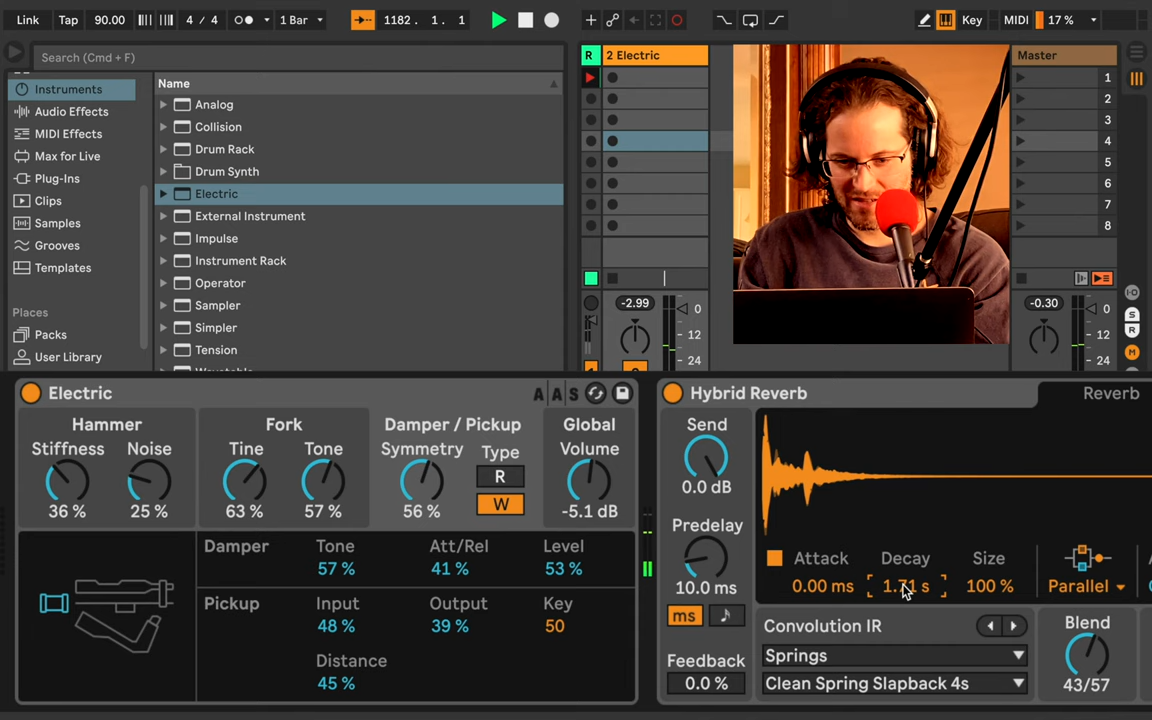 Link Tap 90.00 4 / 4 1 Bar 1182. 1. 1 Key MIDI 17 %
Search (Cmd + F)
Instruments
Audio Effects
MIDI Effects
Max for Live
Plug-Ins
Clips
Samples
Grooves
Templates
Places
Packs
User Library
Name
Analog
Collision
Drum Rack
Drum Synth
Electric
External Instrument
Impulse
Instrument Rack
Operator
Sampler
Simpler
Tension
R 2 Electric
-2.99
0
12
24
Master
1
2
3
4
5
6
7
8
-0.30
0
12
24
I-O
S
R
M
Electric
A A S
Hammer
Stiffness Noise
36 % 25 %
Fork
Tine Tone
63 % 57 %
Damper / Pickup
Symmetry Type
R
W
56 %
Global
Volume
-5.1 dB
Damper Tone Att/Rel Level
57 % 41 % 53 %
Pickup Input Output Key
48 % 39 % 50
Distance
45 %
Hybrid Reverb
Reverb
Send
0.0 dB
Predelay
10.0 ms
ms
Feedback
0.0 %
Attack Decay Size
0.00 ms 1.71 s 100 % Parallel
Convolution IR
Springs
Clean Spring Slapback 4s
Blend
43/57